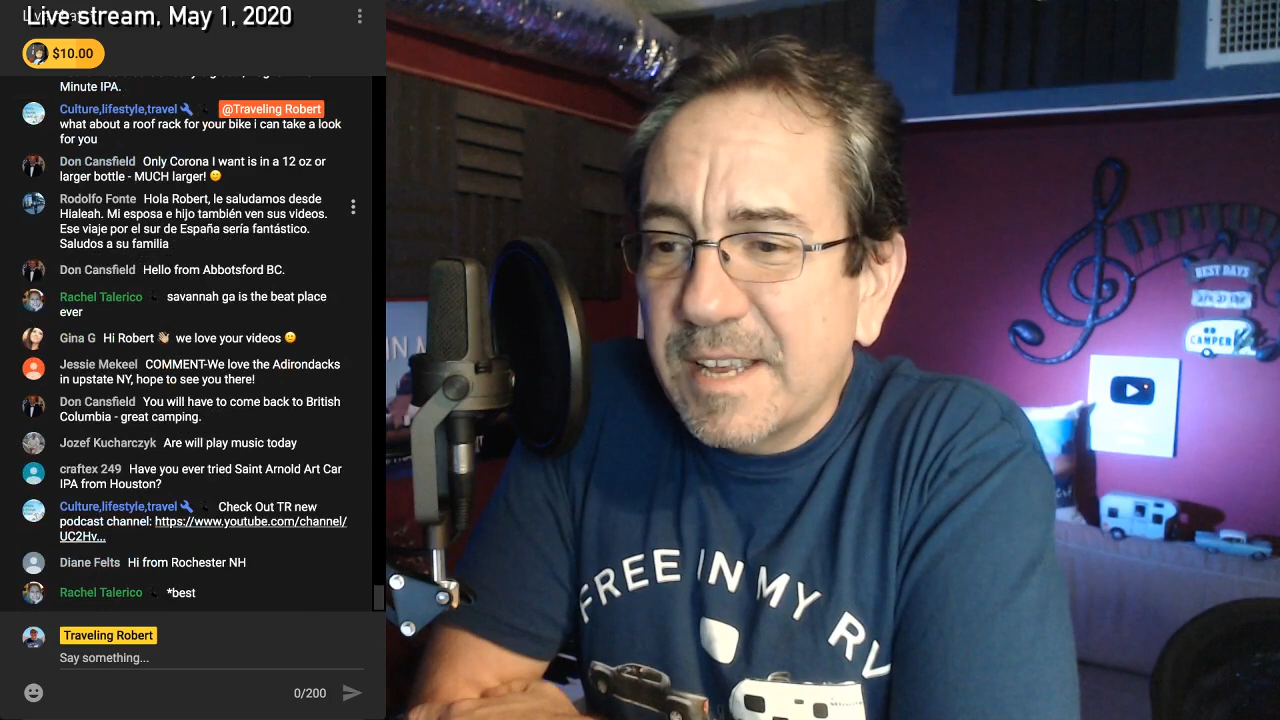 Live stream, May 1, 2020
$10.00
Minute IPA.
Culture,lifestyle,travel @Traveling Robert
what about a roof rack for your bike i can take a look
for you
Don Cansfield Only Corona I want is in a 12 oz or
larger bottle - MUCH larger!
Rodolfo Fonte Hola Robert, le saludamos desde
Hialeah. Mi esposa e hijo también ven sus videos.
Ese viaje por el sur de España sería fantástico.
Saludos a su familia
Don Cansfield Hello from Abbotsford BC.
Rachel Talerico savannah ga is the beat place
ever
Gina G Hi Robert 👋 we love your videos
Jessie Mekeel COMMENT-We love the Adirondacks
in upstate NY, hope to see you there!
Don Cansfield You will have to come back to British
Columbia - great camping.
Jozef Kucharczyk Are will play music today
craftex 249 Have you ever tried Saint Arnold Art Car
IPA from Houston?
Culture,lifestyle,travel Check Out TR new
podcast channel: https://www.youtube.com/channel/
UC2Hv...
Diane Felts Hi from Rochester NH
Rachel Talerico *best
Traveling Robert
Say something...
0/200
FREE IN MY RV
BEST DAYS
CAMPER
IN M